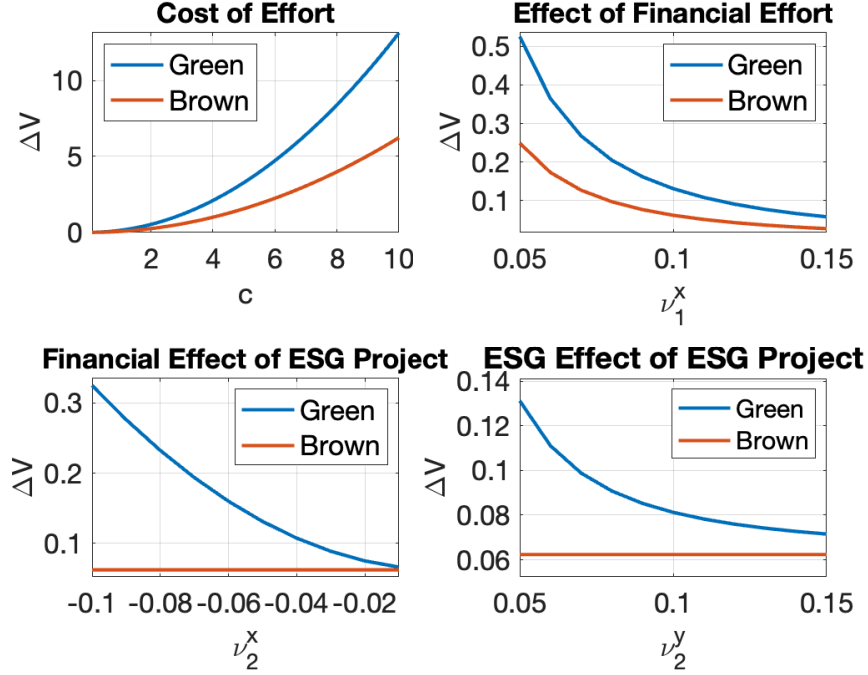 Cost of Effort
ΔV
10
5
0
Green
Brown
2
4
6
8
10
c
Effect of Financial Effort
ΔV
0.5
0.4
0.3
0.2
0.1
Green
Brown
0.05
0.1
0.15
ν₁ˣ
Financial Effect of ESG Project
ΔV
0.3
0.2
0.1
Green
Brown
-0.1
-0.08
-0.06
-0.04
-0.02
ν₂ˣ
ESG Effect of ESG Project
ΔV
0.14
0.12
0.1
0.08
0.06
Green
Brown
0.05
0.1
0.15
ν₂ʸ